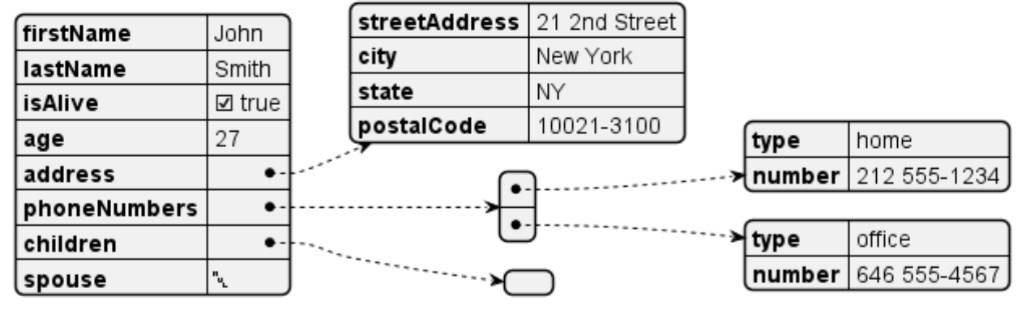 firstName John
lastName Smith
isAlive ☑ true
age 27
address
phoneNumbers
children
spouse ␀
streetAddress 21 2nd Street
city New York
state NY
postalCode 10021-3100
type home
number 212 555-1234
type office
number 646 555-4567